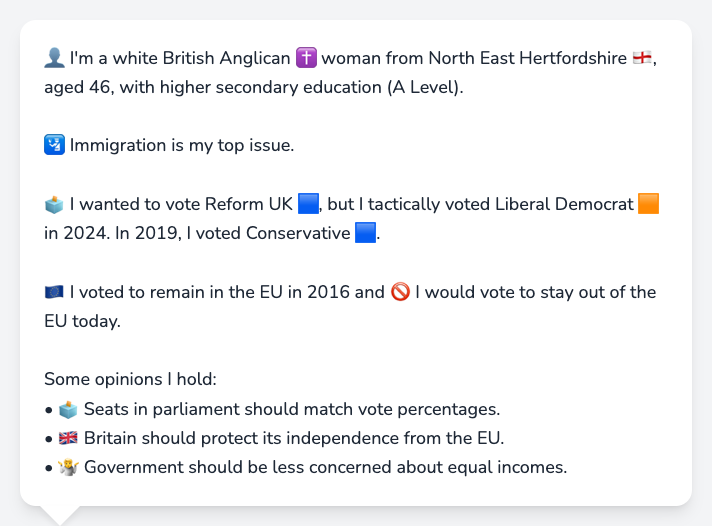 👤 I'm a white British Anglican ✝️ woman from North East Hertfordshire 🏴󠁧󠁢󠁥󠁮󠁧󠁿,
aged 46, with higher secondary education (A Level).
🛂 Immigration is my top issue.
🗳️ I wanted to vote Reform UK 🟦, but I tactically voted Liberal Democrat 🟧
in 2024. In 2019, I voted Conservative 🟦.
🇪🇺 I voted to remain in the EU in 2016 and 🚫 I would vote to stay out of the
EU today.
Some opinions I hold:
• 🗳️ Seats in parliament should match vote percentages.
• 🇬🇧 Britain should protect its independence from the EU.
• 🤷 Government should be less concerned about equal incomes.